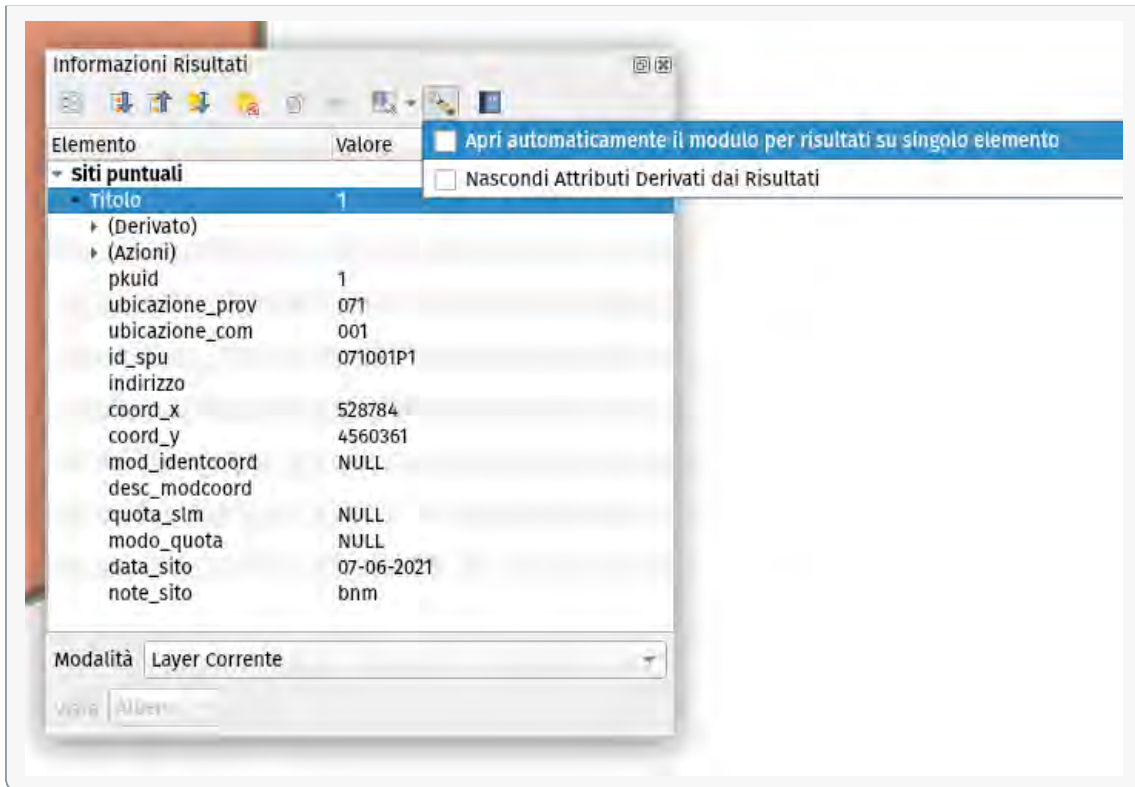 Informazioni Risultati
Elemento Valore
Apri automaticamente il modulo per risultati su singolo elemento
Nascondi Attributi Derivati dai Risultati
Siti puntuali
Titolo 1
(Derivato)
(Azioni)
pkuid 1
ubicazione_prov 071
ubicazione_com 001
id_spu 071001P1
indirizzo
coord_x 528784
coord_y 4560361
mod_identcoord NULL
desc_modcoord
quota_slm NULL
modo_quota NULL
data_sito 07-06-2021
note_sito bnm
Modalità Layer Corrente
Vista Albero